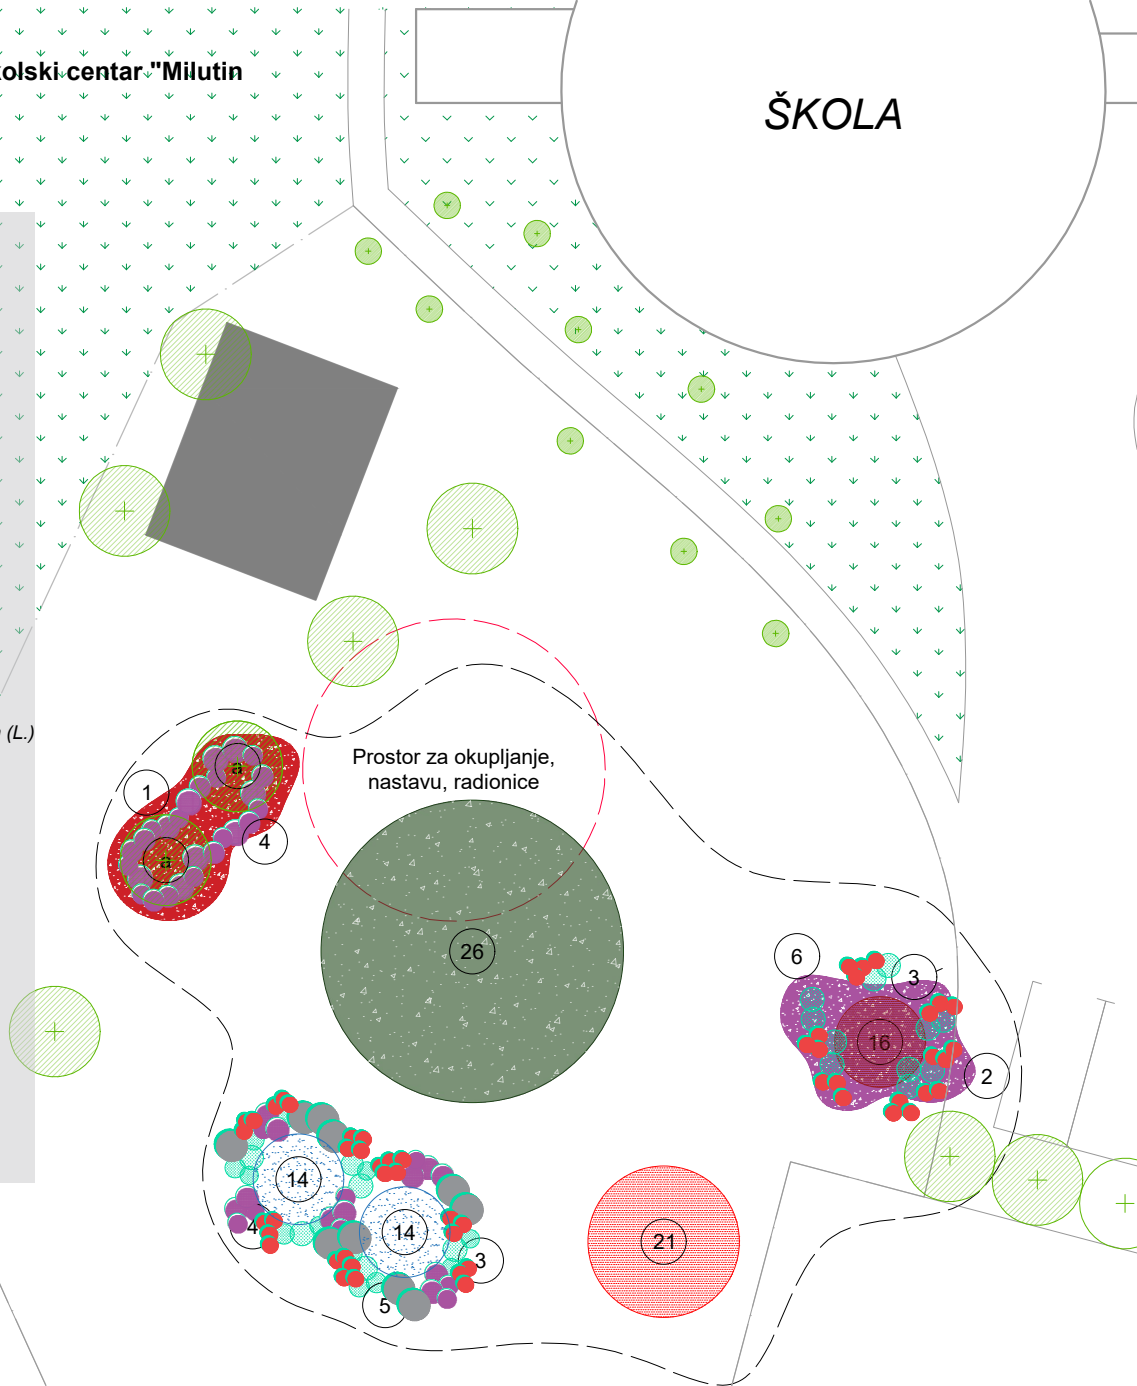 olski centar "Milutin
ŠKOLA
(L.)
Prostor za okupljanje,
nastavu, radionice
1
4
26
6
3
16
2
14
4
14
3
5
21